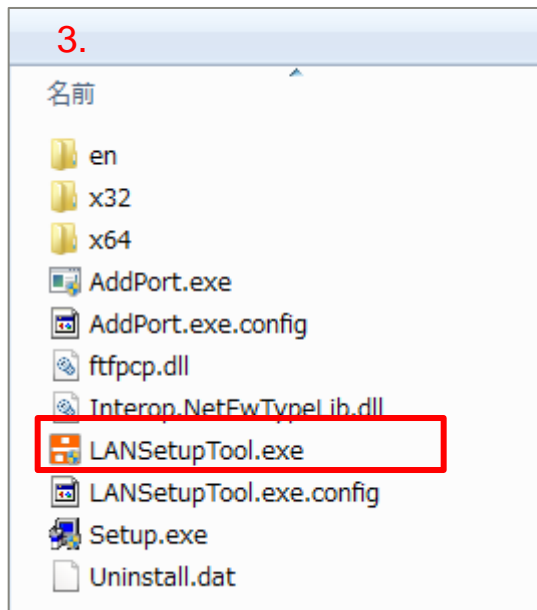 3.
名前
en
x32
x64
AddPort.exe
AddPort.exe.config
ftfpcp.dll
Interop.NetFwTypeLib.dll
LANSetupTool.exe
LANSetupTool.exe.config
Setup.exe
Uninstall.dat